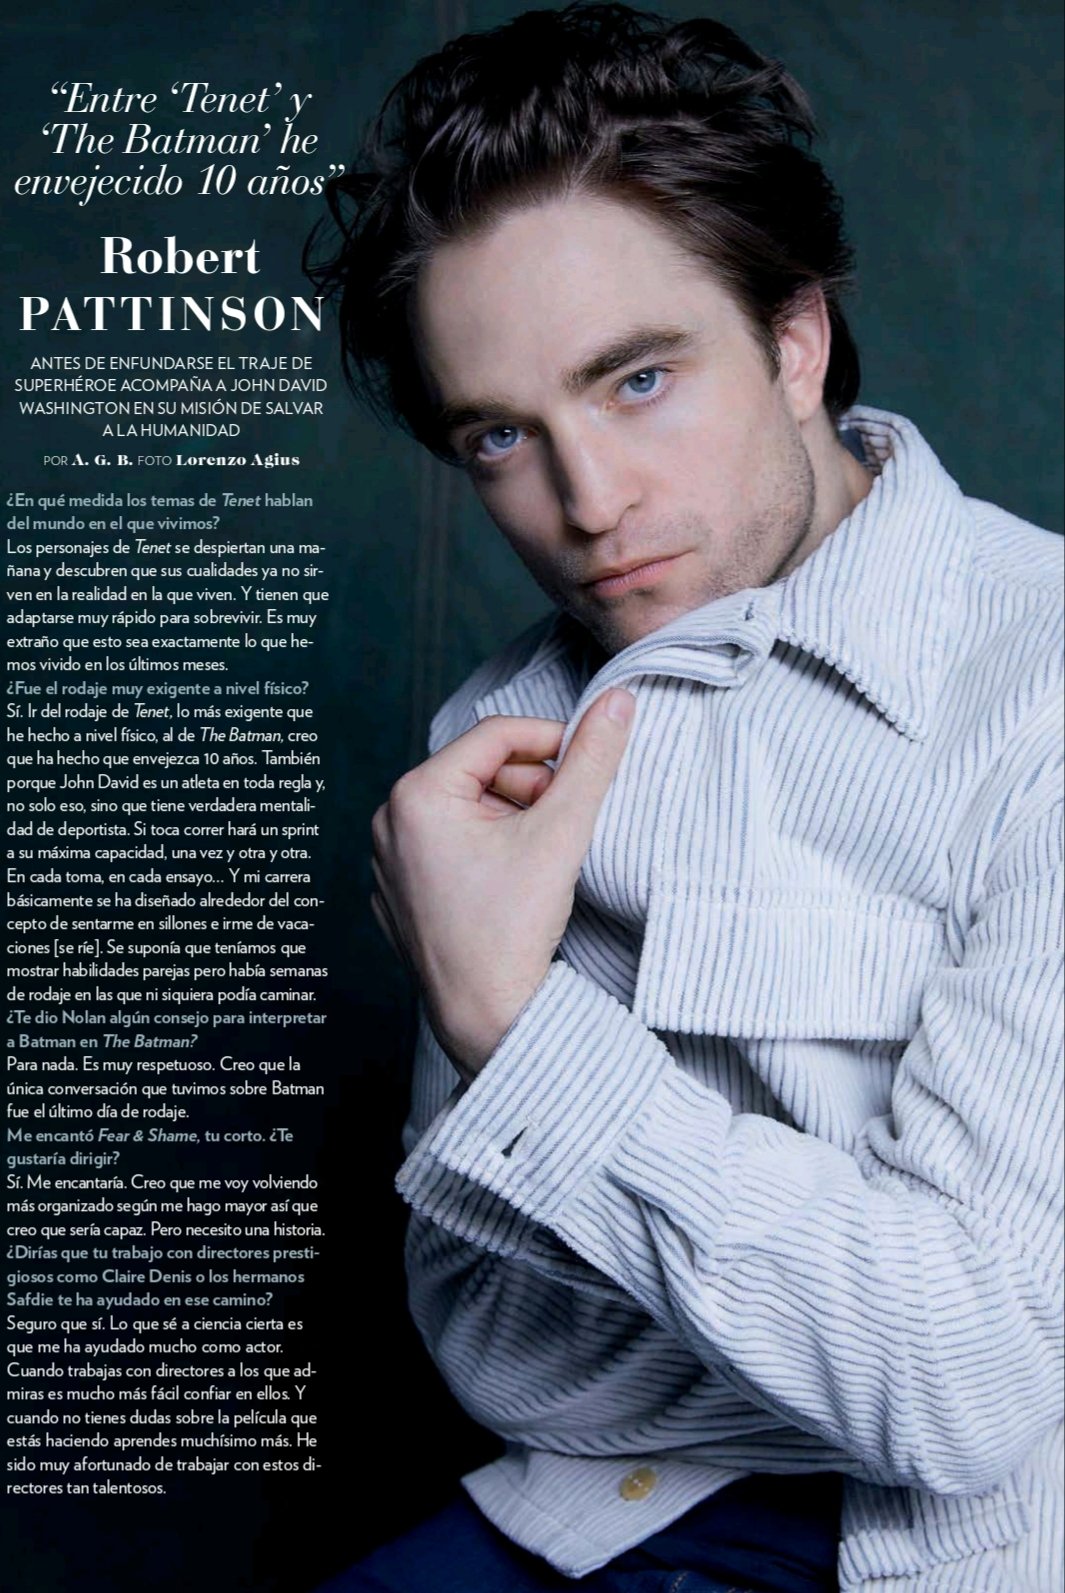 “Entre ‘Tenet’ y
‘The Batman’ he
envejecido 10 años”
Robert
PATTINSON
ANTES DE ENFUNDARSE EL TRAJE DE
SUPERHÉROE ACOMPAÑA A JOHN DAVID
WASHINGTON EN SU MISIÓN DE SALVAR
A LA HUMANIDAD
POR A. G. B. FOTO Lorenzo Agius
¿En qué medida los temas de Tenet hablan
del mundo en el que vivimos?
Los personajes de Tenet se despiertan una ma-
ñana y descubren que sus cualidades ya no sir-
ven en la realidad en la que viven. Y tienen que
adaptarse muy rápido para sobrevivir. Es muy
extraño que esto sea exactamente lo que he-
mos vivido en los últimos meses.
¿Fue el rodaje muy exigente a nivel físico?
Sí. Ir del rodaje de Tenet, lo más exigente que
he hecho a nivel físico, al de The Batman, creo
que ha hecho que envejezca 10 años. También
porque John David es un atleta en toda regla y,
no solo eso, sino que tiene verdadera mentali-
dad de deportista. Si toca correr hará un sprint
a su máxima capacidad, una vez y otra y otra.
En cada toma, en cada ensayo... Y mi carrera
básicamente se ha diseñado alrededor del con-
cepto de sentarme en sillones e irme de vaca-
ciones [se ríe]. Se suponía que teníamos que
mostrar habilidades parejas pero había semanas
de rodaje en las que ni siquiera podía caminar.
¿Te dio Nolan algún consejo para interpretar
a Batman en The Batman?
Para nada. Es muy respetuoso. Creo que la
única conversación que tuvimos sobre Batman
fue el último día de rodaje.
Me encantó Fear & Shame, tu corto. ¿Te
gustaría dirigir?
Sí. Me encantaría. Creo que me voy volviendo
más organizado según me hago mayor así que
creo que sería capaz. Pero necesito una historia.
¿Dirías que tu trabajo con directores presti-
giosos como Claire Denis o los hermanos
Safdie te ha ayudado en ese camino?
Seguro que sí. Lo que sé a ciencia cierta es
que me ha ayudado mucho como actor.
Cuando trabajas con directores a los que ad-
miras es mucho más fácil confiar en ellos. Y
cuando no tienes dudas sobre la película que
estás haciendo aprendes muchísimo más. He
sido muy afortunado de trabajar con estos di-
rectores tan talentosos.